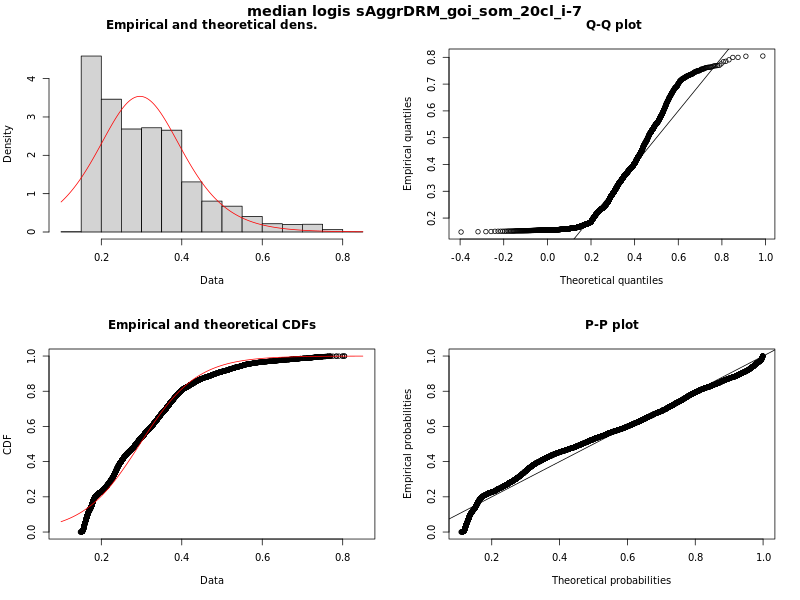 median logis sAggrDRM_goi_som_20cl_i-7
Empirical and theoretical dens.
Density
0 1 2 3 4
0.2 0.4 0.6 0.8
Data
Q-Q plot
Empirical quantiles
0.2 0.3 0.4 0.5 0.6 0.7 0.8
-0.4 -0.2 0.0 0.2 0.4 0.6 0.8 1.0
Theoretical quantiles
Empirical and theoretical CDFs
CDF
0.0 0.2 0.4 0.6 0.8 1.0
0.2 0.4 0.6 0.8
Data
P-P plot
Empirical probabilities
0.0 0.2 0.4 0.6 0.8 1.0
0.2 0.4 0.6 0.8 1.0
Theoretical probabilities